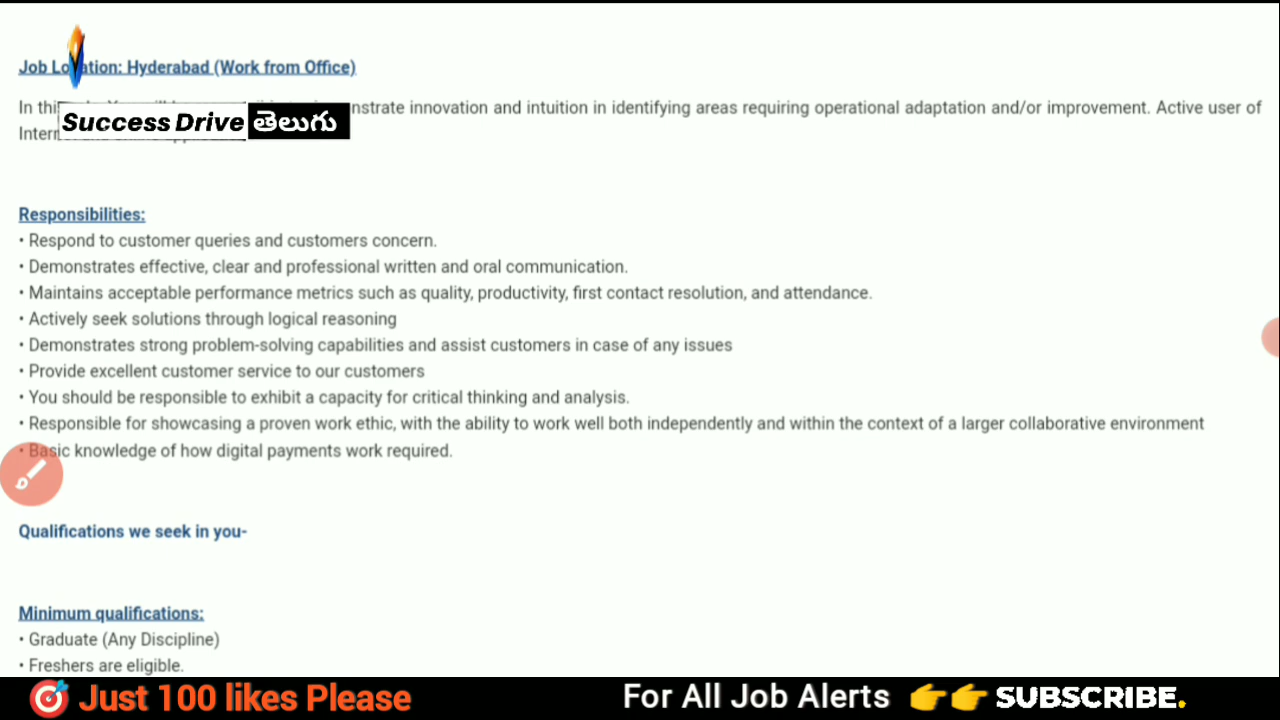 Job Location: Hyderabad (Work from Office)
In this nstrate innovation and intuition in identifying areas requiring operational adaptation and/or improvement. Active user of
Success Drive తెలుగు
Responsibilities:
• Respond to customer queries and customers concern.
• Demonstrates effective, clear and professional written and oral communication.
• Maintains acceptable performance metrics such as quality, productivity, first contact resolution, and attendance.
• Actively seek solutions through logical reasoning
• Demonstrates strong problem-solving capabilities and assist customers in case of any issues
• Provide excellent customer service to our customers
• You should be responsible to exhibit a capacity for critical thinking and analysis.
• Responsible for showcasing a proven work ethic, with the ability to work well both independently and within the context of a larger collaborative environment
• Basic knowledge of how digital payments work required.
Qualifications we seek in you-
Minimum qualifications:
• Graduate (Any Discipline)
• Freshers are eligible.
🎯 Just 100 likes Please
For All Job Alerts 👉👉 SUBSCRIBE.